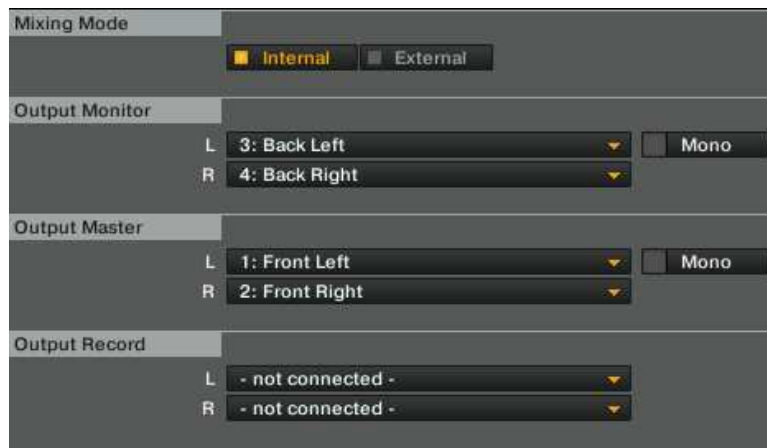 Mixing Mode
Internal External
Output Monitor
L 3: Back Left Mono
R 4: Back Right
Output Master
L 1: Front Left Mono
R 2: Front Right
Output Record
L - not connected -
R - not connected -